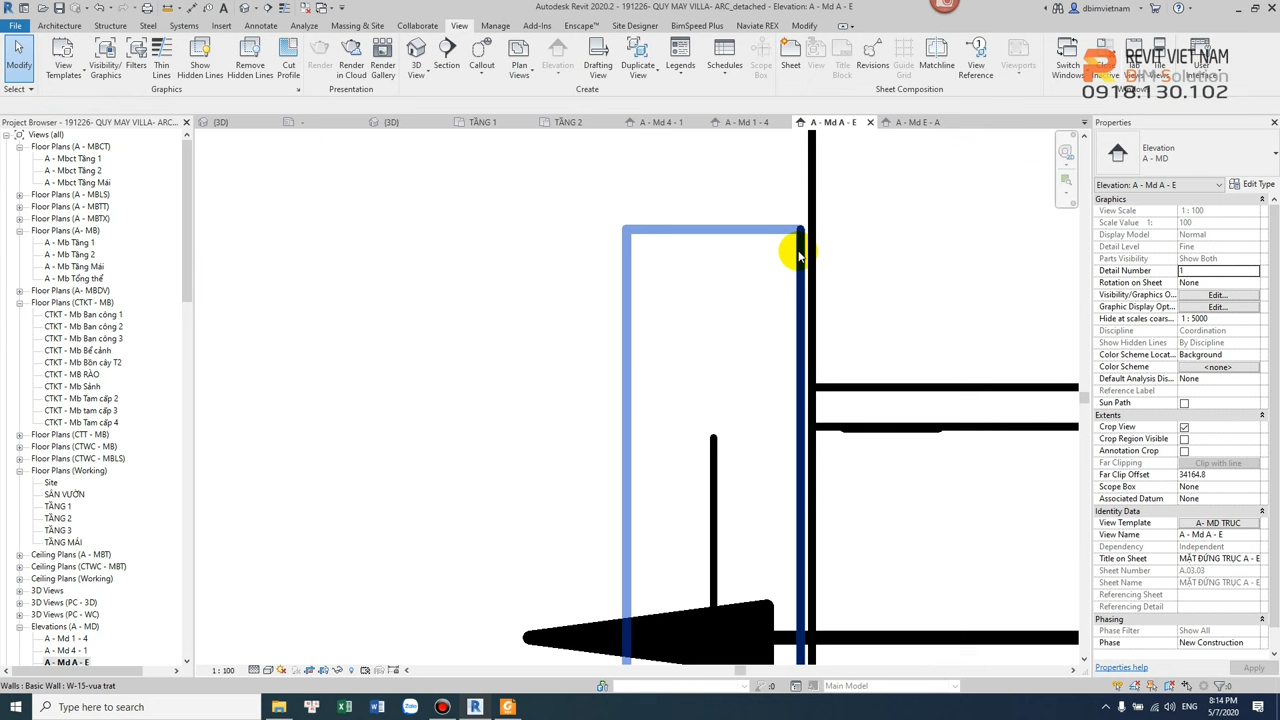 Autodesk Revit 2020.2 - 191226- QUY MAY VILLA- ARC_detached - Elevation: A - Md A - E
dbimvietnam
File Architecture Structure Steel Systems Insert Annotate Analyze Massing & Site Collaborate View Manage Add-Ins Enscape™ Site Designer BimSpeed Plus Naviate REX Modify
Modify
View Templates
Visibility/ Graphics
Filters
Thin Lines
Show Hidden Lines
Remove Hidden Lines
Cut Profile
Render
Render in Cloud
Render Gallery
3D View
Section
Callout
Plan Views
Elevation
Drafting View
Duplicate View
Legends
Schedules
Scope Box
Sheet
View
Title Block
Revisions
Guide Grid
Matchline
View Reference
Viewports
Switch Windows
Tab Views
User Interface
REVIT VIETNAM
BIM Solution
0918.130.102
Select
Graphics
Presentation
Create
Sheet Composition
Project Browser - QUY MAY VILLA- ARC...
(3D)
-
(3D)
TẦNG 1
TẦNG 2
A - Md 4 - 1
A - Md 1 - 4
A - Md A - E
A - Md E - A
Views (all)
Floor Plans (A - MBCT)
A - Mbct Tầng 1
A - Mbct Tầng 2
A - Mbct Tầng Mái
Floor Plans (A - MBLS)
Floor Plans (A - MBTT)
Floor Plans (A - MBTX)
Floor Plans (A- MB)
A - Mb Tầng 1
A - Mb Tầng 2
A - Mb Tầng Mái
A - Mb Tổng thể
Floor Plans (A- MBDV)
Floor Plans (CTKT - MB)
CTKT - Mb Ban công 1
CTKT - Mb Ban công 2
CTKT - Mb Ban công 3
CTKT - Mb Bể cảnh
CTKT - Mb Bồn cây T2
CTKT - MB RÀO
CTKT - Mb Sảnh
CTKT - Mb Tam cấp 2
CTKT - Mb tam cấp 3
CTKT - Mb tam cấp 4
Floor Plans (CTT - MB)
Floor Plans (CTWC - MB)
Floor Plans (CTWC - MBLS)
Floor Plans (Working)
Site
SÂN VƯỜN
TẦNG 1
TẦNG 2
TẦNG 3
TẦNG MÁI
Ceiling Plans (A - MBT)
Ceiling Plans (CTWC - MBT)
Ceiling Plans (Working)
3D Views
3D Views (PC - 3D)
3D Views (PC - WC)
Elevations (A - MD)
A - Md 1 - 4
A - Md 4 - 1
A - Md A - E
Properties
Elevation
A - MD
Elevation: A - Md A - E
Edit Type
Graphics
View Scale 1 : 100
Scale Value 1: 100
Display Model Normal
Detail Level Fine
Parts Visibility Show Both
Detail Number 1
Rotation on Sheet None
Visibility/Graphics O... Edit...
Graphic Display Opt... Edit...
Hide at scales coars... 1 : 5000
Discipline Coordination
Show Hidden Lines By Discipline
Color Scheme Locat... Background
Color Scheme <none>
Default Analysis Dis... None
Reference Label
Sun Path
Extents
Crop View
Crop Region Visible
Annotation Crop
Far Clipping Clip with line
Far Clip Offset 34164.8
Scope Box None
Associated Datum None
Identity Data
View Template A- MD TRUC
View Name A - Md A - E
Dependency Independent
Title on Sheet MẶT ĐỨNG TRỤC A - E
Sheet Number A.03.03
Sheet Name MẶT ĐỨNG TRỤC A - E
Referencing Sheet
Referencing Detail
Phasing
Phase Filter Show All
Phase New Construction
Properties help
Apply
1 : 100
Walls : Basic Wall : W-15-vua trat
:0
Main Model
:0
Type here to search
Zalo
ENG
8:14 PM
5/7/2020